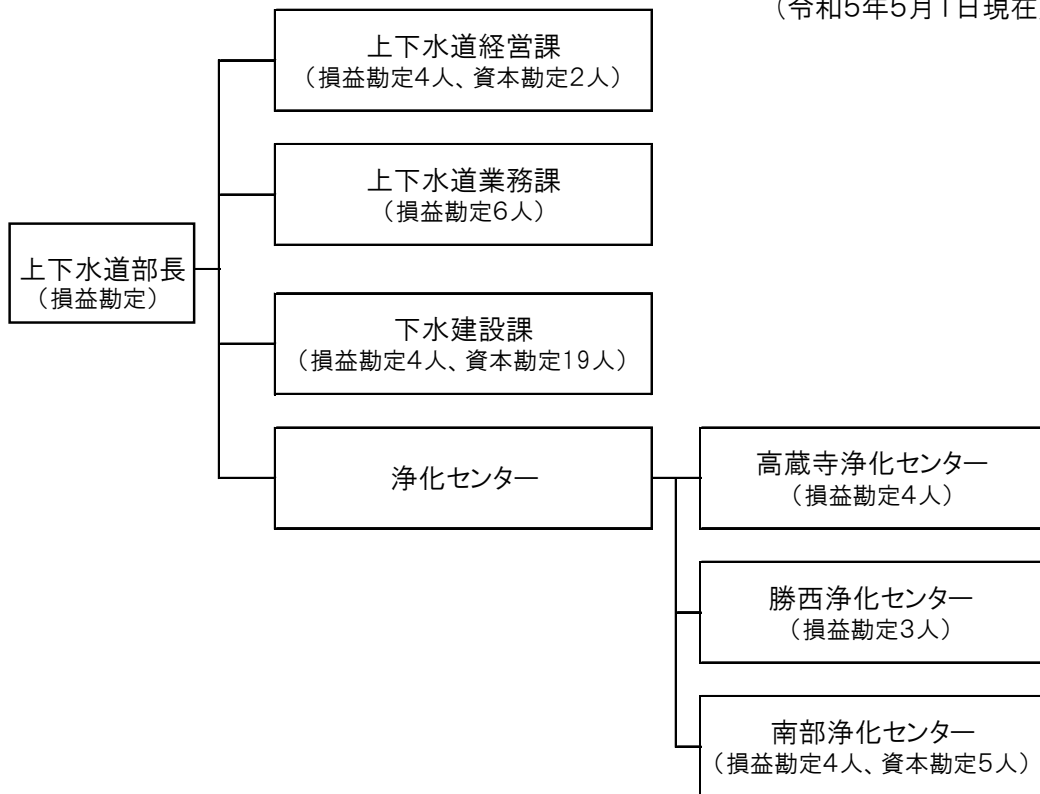 （令和5年5月1日現在）
上下水道経営課
（損益勘定4人、資本勘定2人）
上下水道業務課
（損益勘定6人）
上下水道部長
（損益勘定）
下水建設課
（損益勘定4人、資本勘定19人）
浄化センター
高蔵寺浄化センター
（損益勘定4人）
勝西浄化センター
（損益勘定3人）
南部浄化センター
（損益勘定4人、資本勘定5人）